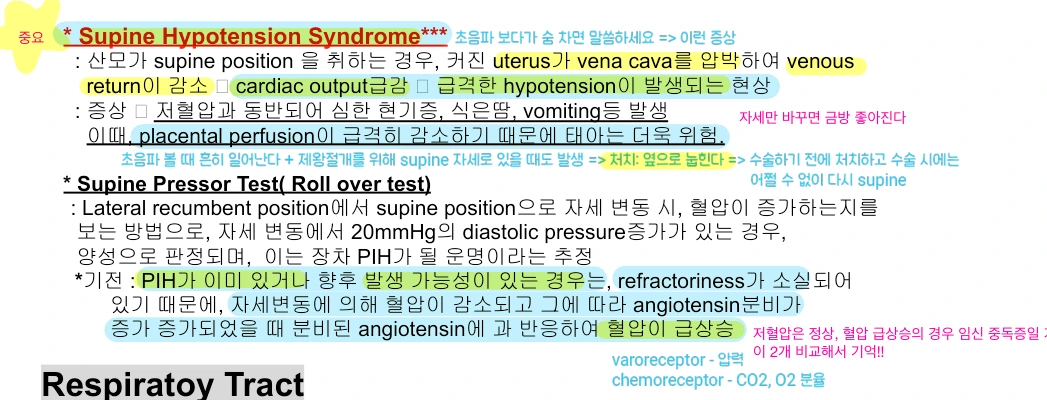 중요
* Supine Hypotension Syndrome*** 초음파 보다가 숨 차면 말씀하세요 => 이런 증상
: 산모가 supine position 을 취하는 경우, 커진 uterus가 vena cava를 압박하여 venous
return이 감소 □ cardiac output급감 □ 급격한 hypotension이 발생되는 현상
: 증상 □ 저혈압과 동반되어 심한 현기증, 식은땀, vomiting등 발생
자세만 바꾸면 금방 좋아진다
이때, placental perfusion이 급격히 감소하기 때문에 태아는 더욱 위험.
초음파 볼 때 흔히 일어난다 + 제왕절개를 위해 supine 자세로 있을 때도 발생 => 처치: 옆으로 눕힌다 => 수술하기 전에 처치하고 수술 시에는
어쩔 수 없이 다시 supine
* Supine Pressor Test( Roll over test)
: Lateral recumbent position에서 supine position으로 자세 변동 시, 혈압이 증가하는지를
보는 방법으로, 자세 변동에서 20mmHg의 diastolic pressure증가가 있는 경우,
양성으로 판정되며, 이는 장차 PIH가 될 운명이라는 추정
*기전 : PIH가 이미 있거나 향후 발생 가능성이 있는 경우는, refractoriness가 소실되어
있기 때문에, 자세변동에 의해 혈압이 감소되고 그에 따라 angiotensin분비가
증가 증가되었을 때 분비된 angiotensin에 과 반응하여 혈압이 급상승
저혈압은 정상, 혈압 급상승의 경우 임신 중독증일
이 2개 비교해서 기억!!
varoreceptor - 압력
chemoreceptor - CO2, O2 분율
Respiratoy Tract